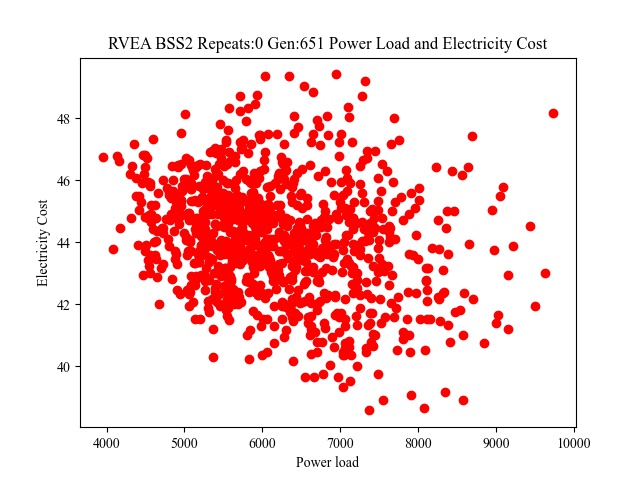 RVEA BSS2 Repeats:0 Gen:651 Power Load and Electricity Cost
48
46
44
42
40
Electricity Cost
4000 5000 6000 7000 8000 9000 10000
Power load